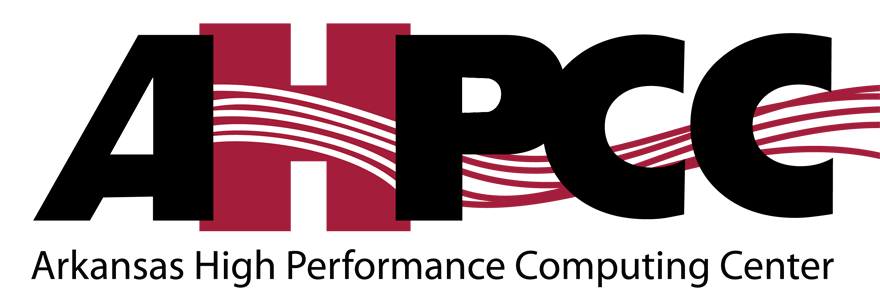 AHPCC
Arkansas High Performance Computing Center